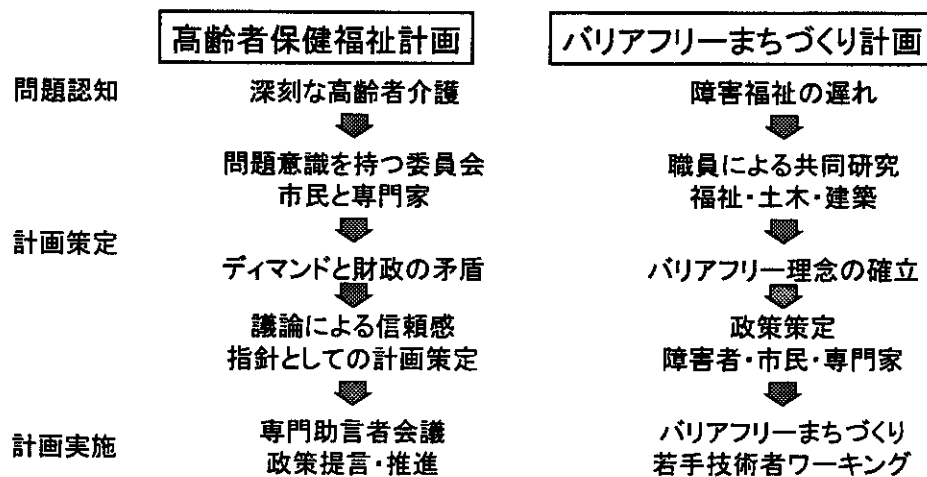 高齢者保健福祉計画
バリアフリーまちづくり計画
問題認知
深刻な高齢者介護
障害福祉の遅れ
問題意識を持つ委員会
市民と専門家
職員による共同研究
福祉・土木・建築
計画策定
ディマンドと財政の矛盾
バリアフリー理念の確立
議論による信頼感
指針としての計画策定
政策策定
障害者・市民・専門家
計画実施
専門助言者会議
政策提言・推進
バリアフリーまちづくり
若手技術者ワーキング